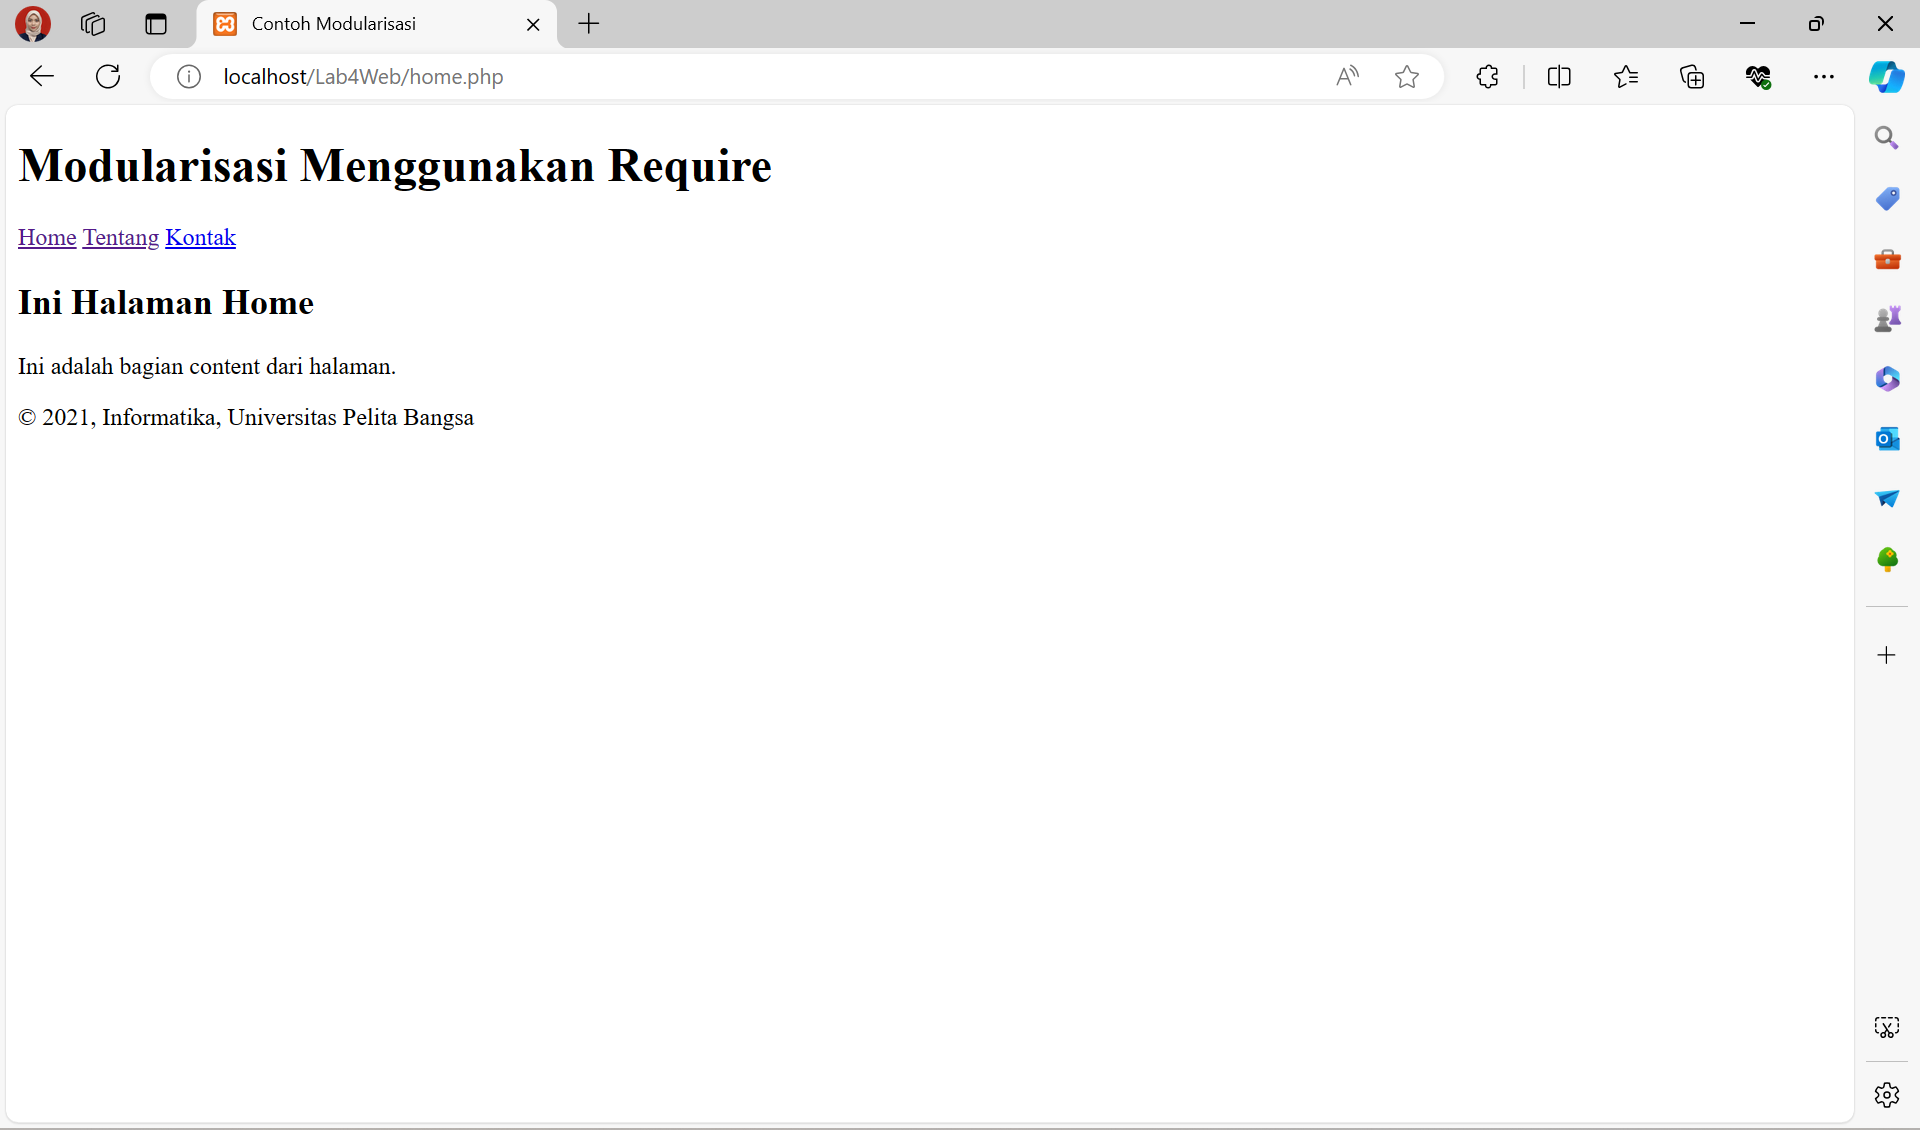 Contoh Modularisasi
localhost/Lab4Web/home.php
Modularisasi Menggunakan Require
Home Tentang Kontak
Ini Halaman Home
Ini adalah bagian content dari halaman.
© 2021, Informatika, Universitas Pelita Bangsa